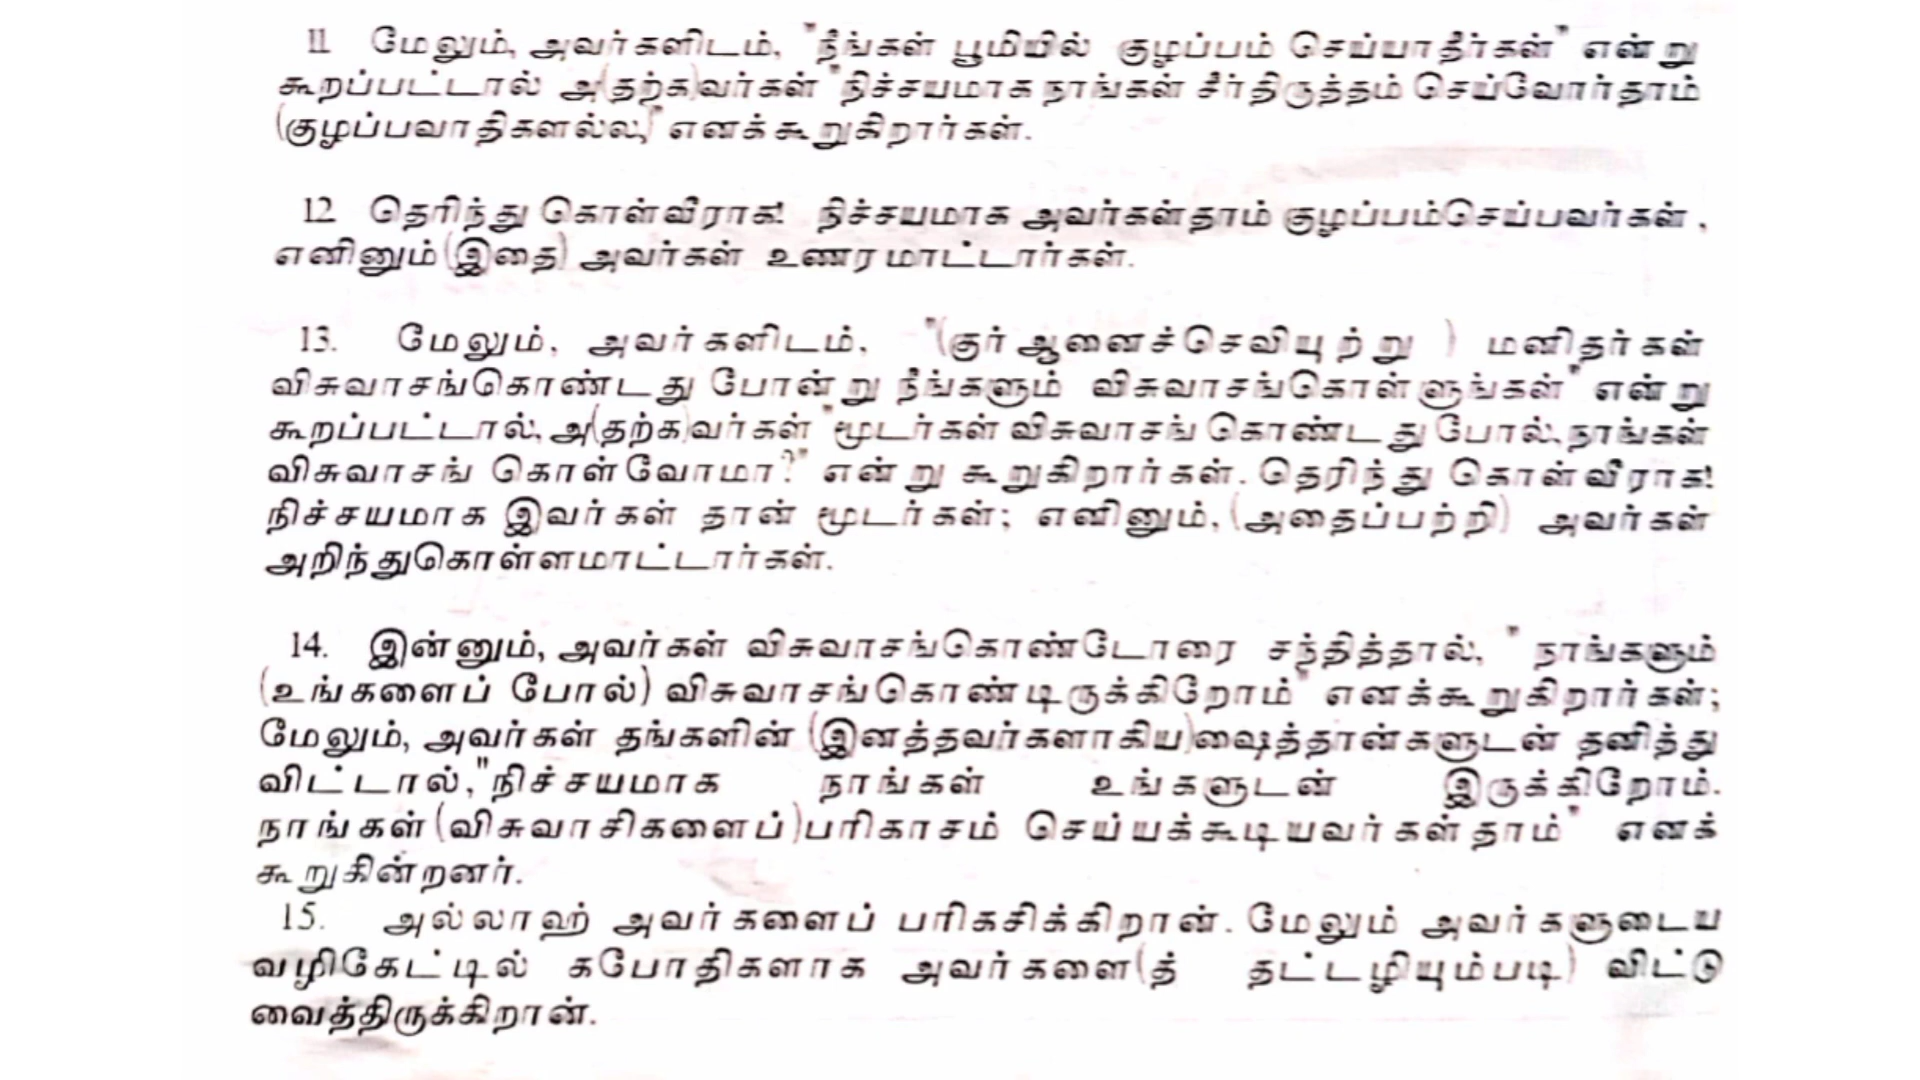 11 மேலும், அவர்களிடம், "நீங்கள் பூமியில் குழப்பம் செய்யாதீர்கள்" என்று
கூறப்பட்டால் அ(தற்க)வர்கள் "நிச்சயமாக நாங்கள் சீர்திருத்தம் செய்வோர்தாம்
(குழப்பவாதிகளல்ல,)" எனக்கூறுகிறார்கள்.
12 தெரிந்து கொள்வீராக! நிச்சயமாக அவர்கள்தாம் குழப்பம்செய்பவர்கள் ,
எனினும் (இதை) அவர்கள் உணரமாட்டார்கள்.
13. மேலும், அவர்களிடம், "(குர்ஆனைச்செவியுற்று ) மனிதர்கள்
விசுவாசங்கொண்டது போன்று நீங்களும் விசுவாசங்கொள்ளுங்கள்" என்று
கூறப்பட்டால், அ(தற்க)வர்கள் "மூடர்கள் விசுவாசங் கொண்டது போல், நாங்கள்
விசுவாசங் கொள்வோமா?" என்று கூறுகிறார்கள். தெரிந்து கொள்வீராக!
நிச்சயமாக இவர்கள் தான் மூடர்கள்; எனினும், (அதைப்பற்றி) அவர்கள்
அறிந்துகொள்ளமாட்டார்கள்.
14. இன்னும், அவர்கள் விசுவாசங்கொண்டோரை சந்தித்தால், " நாங்களும்
(உங்களைப் போல்) விசுவாசங்கொண்டிருக்கிறோம்" எனக்கூறுகிறார்கள்;
மேலும், அவர்கள் தங்களின் (இனத்தவர்களாகிய)ஷைத்தான்களுடன் தனித்து
விட்டால்,"நிச்சயமாக நாங்கள் உங்களுடன் இருக்கிறோம்.
நாங்கள் (விசுவாசிகளைப்)பரிகாசம் செய்யக்கூடியவர்கள்தாம்" எனக்
கூறுகின்றனர்.
15. அல்லாஹ் அவர்களைப் பரிகசிக்கிறான். மேலும் அவர்களுடைய
வழிகேட்டில் கபோதிகளாக அவர்களை(த் தட்டழியும்படி) விட்டு
வைத்திருக்கிறான்.